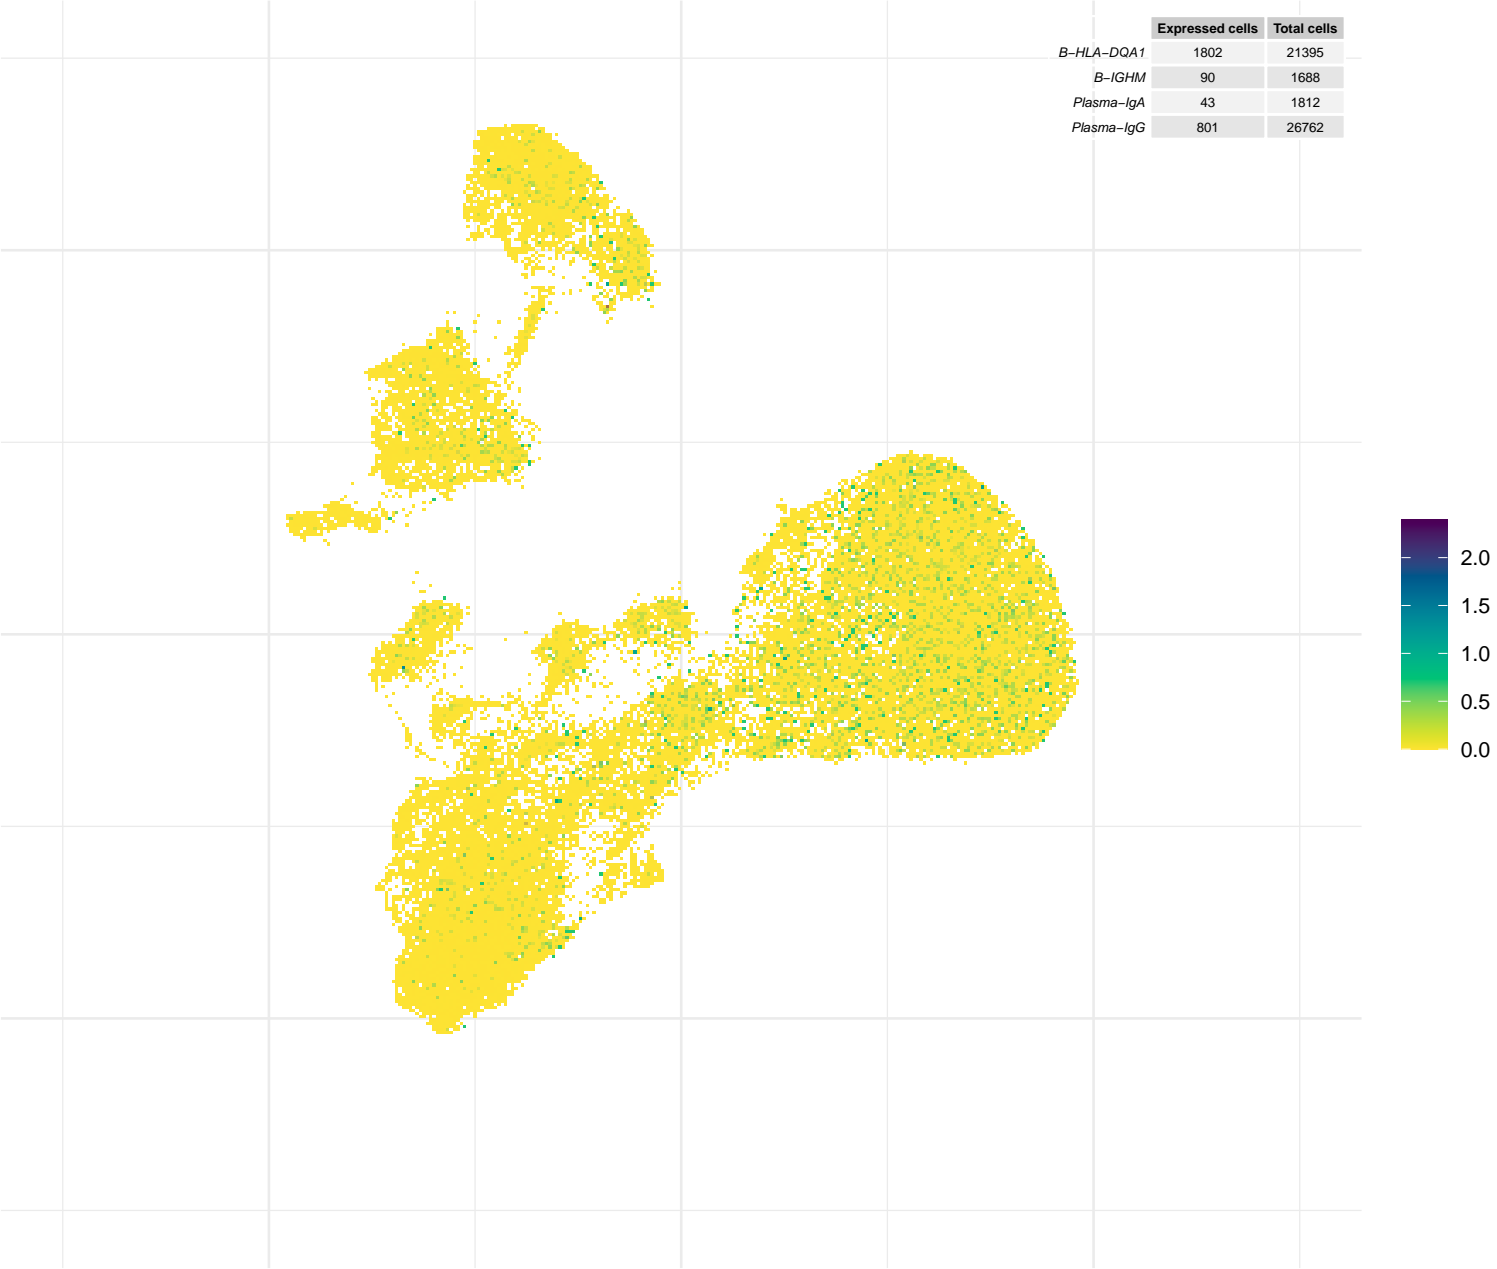 Expressed cells Total cells
B−HLA−DQA1 1802 21395
B−IGHM 90 1688
Plasma−IgA 43 1812
Plasma−IgG 801 26762
2.0
1.5
1.0
0.5
0.0